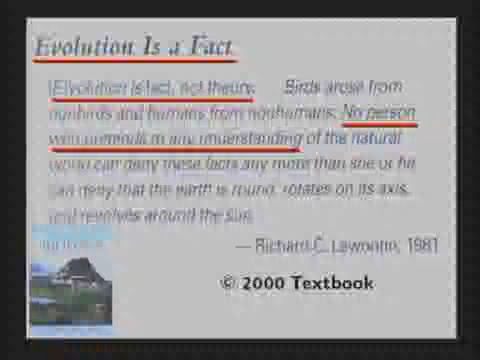 Evolution Is a Fact
[E]volution is fact, not theory. Birds arose from
nonbirds and humans from nonhumans. No person
who pretends to any understanding of the natural
world can deny these facts any more than she or he
can deny that the earth is round, rotates on its axis,
and revolves around the sun.
— Richard C. Lewontin, 1981
© 2000 Textbook